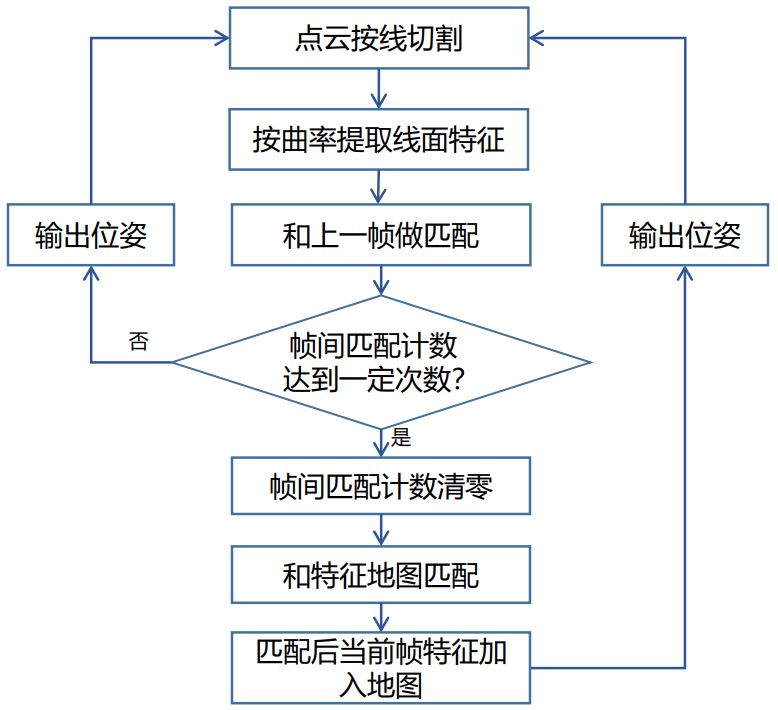 点云按线切割
按曲率提取线面特征
输出位姿
和上一帧做匹配
输出位姿
否
帧间匹配计数
达到一定次数?
是
帧间匹配计数清零
和特征地图匹配
匹配后当前帧特征加
入地图